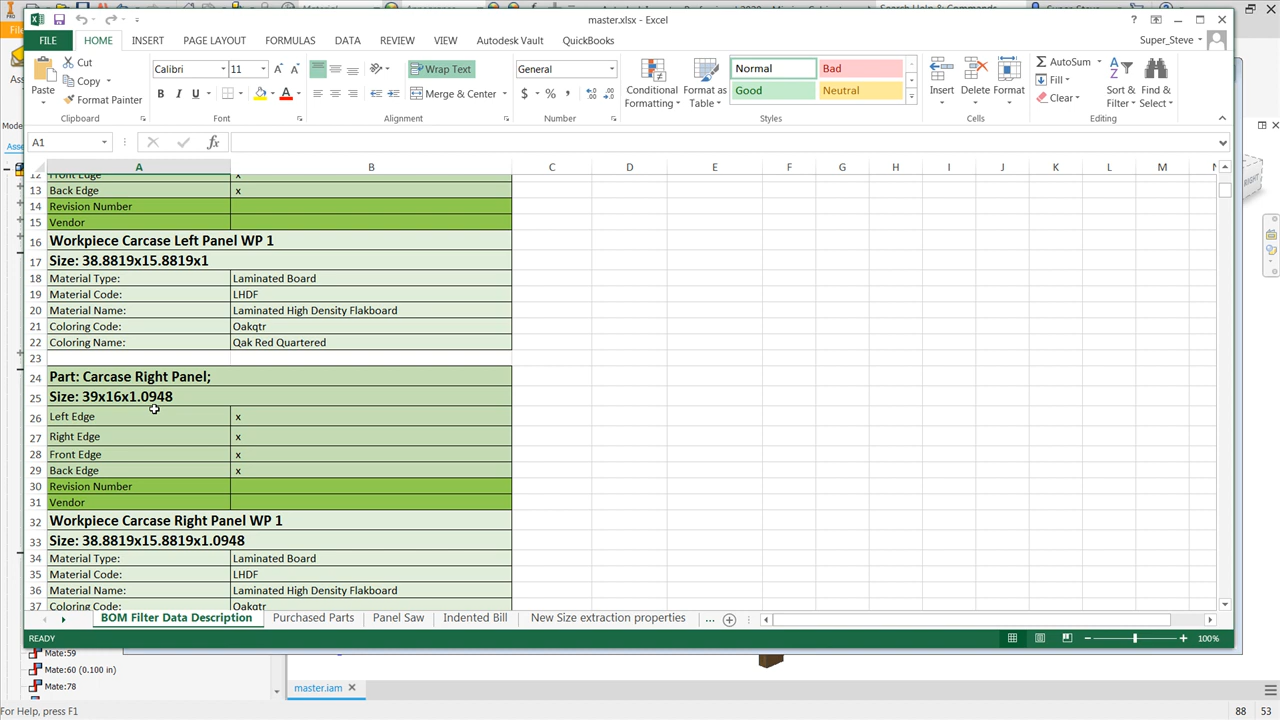 master.xlsx - Excel
Super_Steve
FILE
HOME
INSERT
PAGE LAYOUT
FORMULAS
DATA
REVIEW
VIEW
Autodesk Vault
QuickBooks
Paste
Cut
Copy
Format Painter
Clipboard
Calibri
11
Font
Wrap Text
Merge & Center
Alignment
General
Number
Conditional Formatting
Format as Table
Normal
Bad
Good
Neutral
Styles
Insert
Delete
Format
Cells
AutoSum
Fill
Clear
Sort & Filter
Find & Select
Editing
A1
A B C D E F G H I J K L M
12 Front Edge x
13 Back Edge x
14 Revision Number
15 Vendor
16 Workpiece Carcase Left Panel WP 1
17 Size: 38.8819x15.8819x1
18 Material Type: Laminated Board
19 Material Code: LHDF
20 Material Name: Laminated High Density Flakboard
21 Coloring Code: Oakqtr
22 Coloring Name: Qak Red Quartered
23
24 Part: Carcase Right Panel;
25 Size: 39x16x1.0948
26 Left Edge x
27 Right Edge x
28 Front Edge x
29 Back Edge x
30 Revision Number
31 Vendor
32 Workpiece Carcase Right Panel WP 1
33 Size: 38.8819x15.8819x1.0948
34 Material Type: Laminated Board
35 Material Code: LHDF
36 Material Name: Laminated High Density Flakboard
37 Coloring Code: Oakqtr
BOM Filter Data Description
Purchased Parts
Panel Saw
Indented Bill
New Size extraction properties
...
READY
100%
Mate:59
Mate:60 (0.100 in)
Mate:78
master.iam
For Help, press F1
88 53